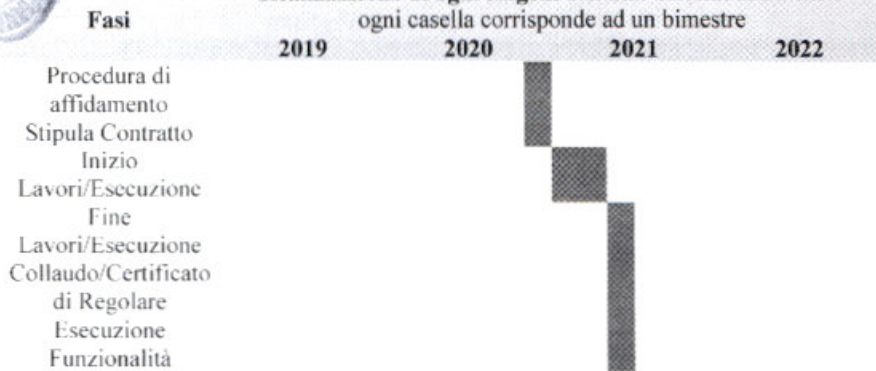 Fasi
ogni casella corrisponde ad un bimestre
2019 2020 2021 2022
Procedura di
affidamento
Stipula Contratto
Inizio
Lavori/Esecuzione
Fine
Lavori/Esecuzione
Collaudo/Certificato
di Regolare
Esecuzione
Funzionalità